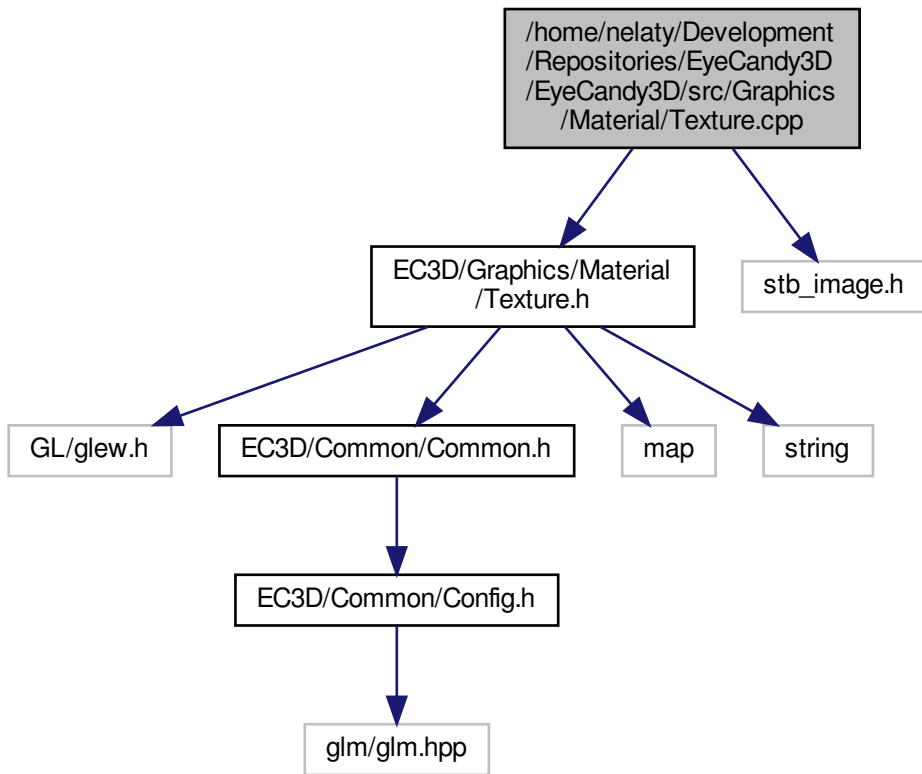 /home/nelaty/Development
/Repositories/EyeCandy3D
/EyeCandy3D/src/Graphics
/Material/Texture.cpp
EC3D/Graphics/Material
/Texture.h
stb_image.h
GL/glew.h
EC3D/Common/Common.h
map
string
EC3D/Common/Config.h
glm/glm.hpp